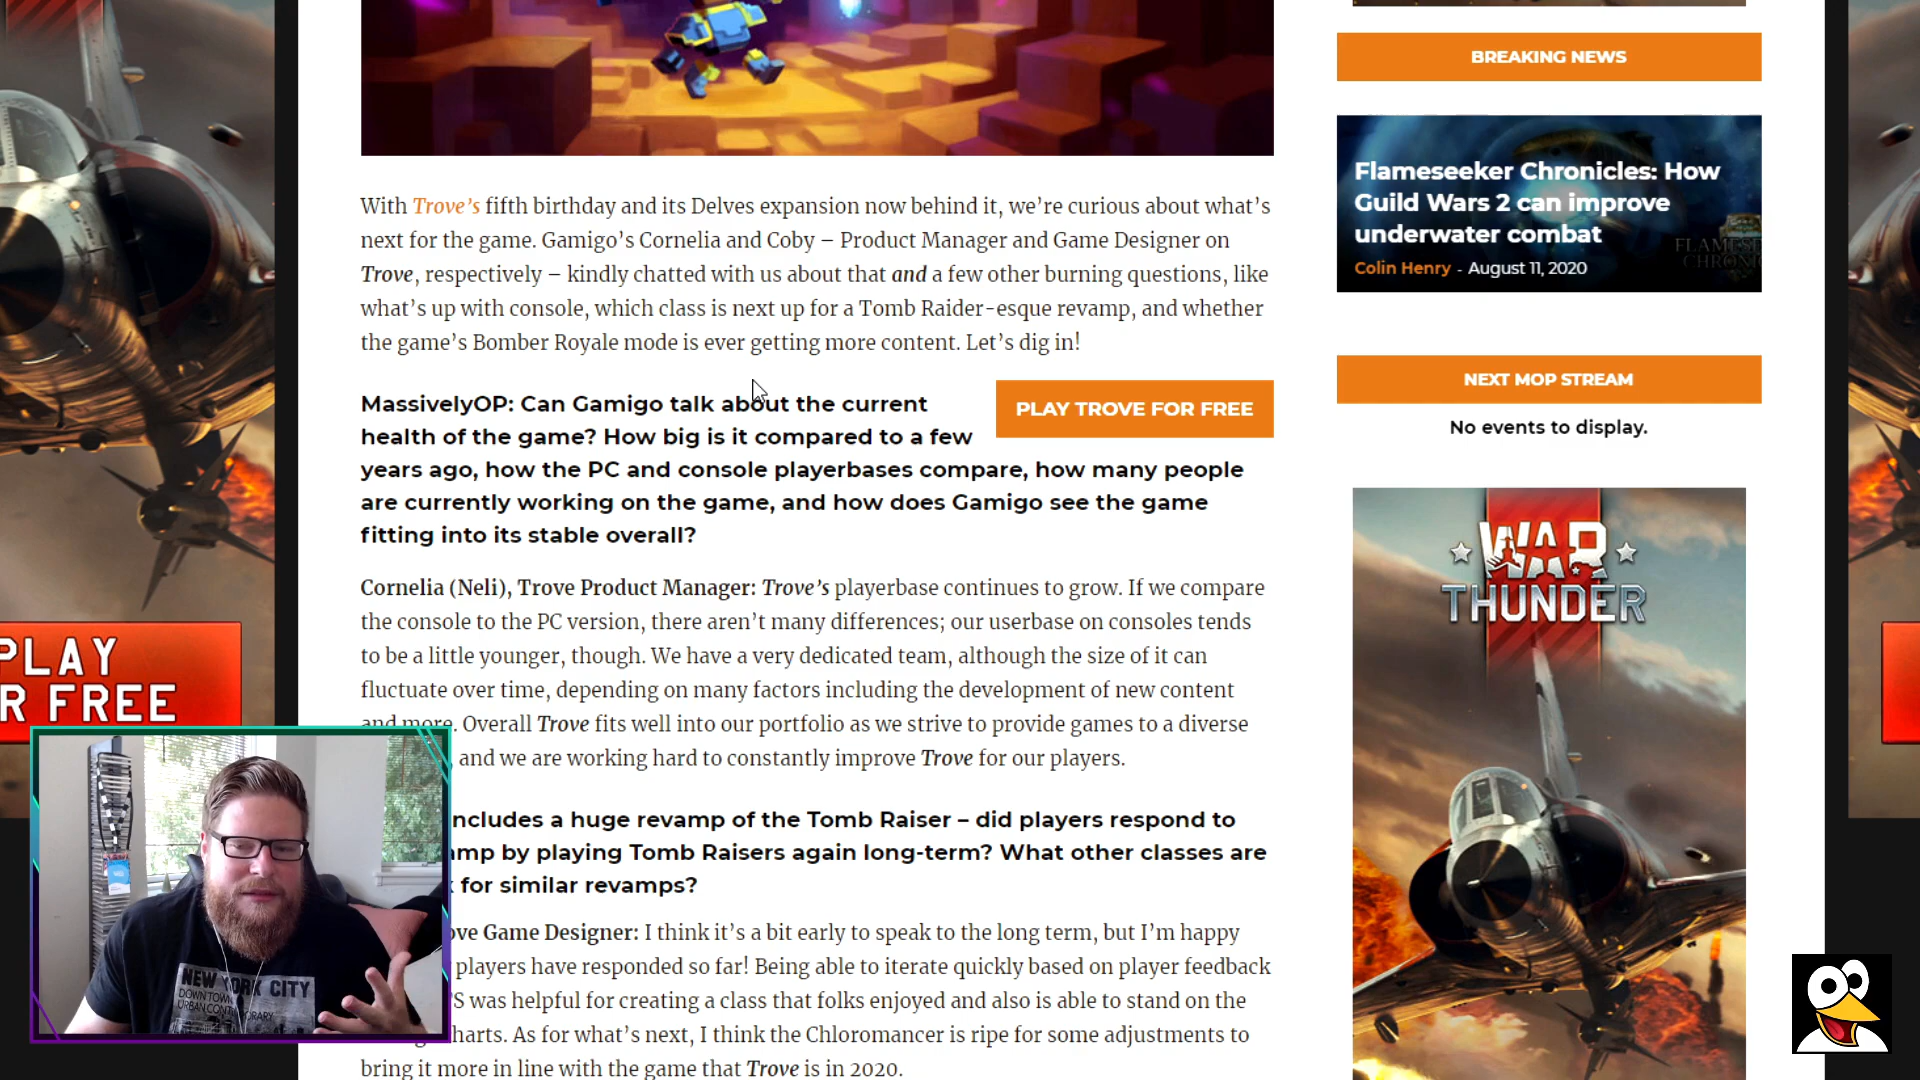 With Trove's fifth birthday and its Delves expansion now behind it, we're curious about what's
next for the game. Gamigo's Cornelia and Coby – Product Manager and Game Designer on
Trove, respectively – kindly chatted with us about that and a few other burning questions, like
what's up with console, which class is next up for a Tomb Raider-esque revamp, and whether
the game's Bomber Royale mode is ever getting more content. Let's dig in!
MassivelyOP: Can Gamigo talk about the current
health of the game? How big is it compared to a few
years ago, how the PC and console playerbases compare, how many people
are currently working on the game, and how does Gamigo see the game
fitting into its stable overall?
PLAY TROVE FOR FREE
Cornelia (Neli), Trove Product Manager: Trove's playerbase continues to grow. If we compare
the console to the PC version, there aren't many differences; our userbase on consoles tends
to be a little younger, though. We have a very dedicated team, although the size of it can
fluctuate over time, depending on many factors including the development of new content
and more. Overall Trove fits well into our portfolio as we strive to provide games to a diverse
, and we are working hard to constantly improve Trove for our players.
ncludes a huge revamp of the Tomb Raiser – did players respond to
amp by playing Tomb Raisers again long-term? What other classes are
for similar revamps?
ove Game Designer: I think it's a bit early to speak to the long term, but I'm happy
players have responded so far! Being able to iterate quickly based on player feedback
S was helpful for creating a class that folks enjoyed and also is able to stand on the
harts. As for what's next, I think the Chloromancer is ripe for some adjustments to
bring it more in line with the game that Trove is in 2020.
BREAKING NEWS
Flameseeker Chronicles: How
Guild Wars 2 can improve
underwater combat
Colin Henry - August 11, 2020
NEXT MOP STREAM
No events to display.
WAR
THUNDER
PLAY
R FREE
NEW YORK CITY
DOWNTOWN